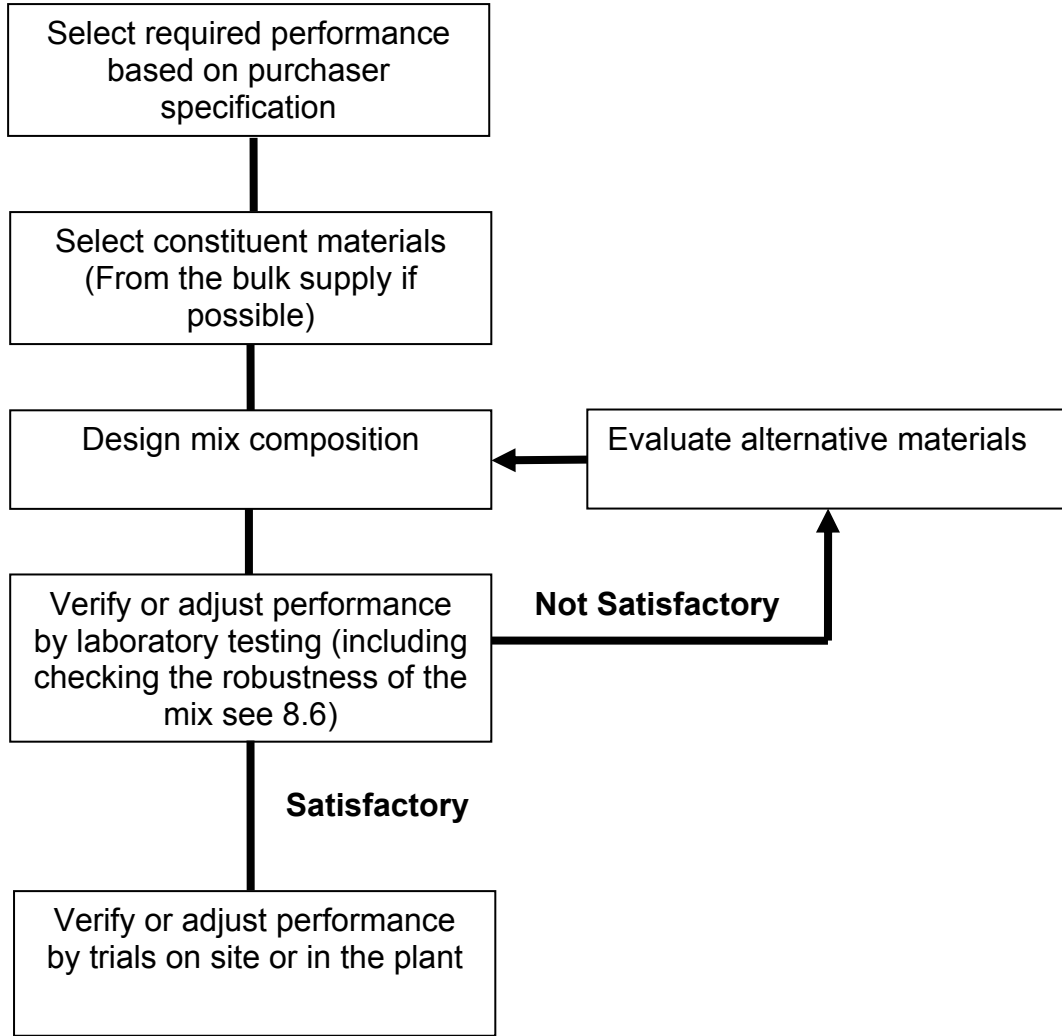 Select required performance
based on purchaser
specification
Select constituent materials
(From the bulk supply if
possible)
Design mix composition
Evaluate alternative materials
Verify or adjust performance
by laboratory testing (including
checking the robustness of the
mix see 8.6)
Not Satisfactory
Satisfactory
Verify or adjust performance
by trials on site or in the plant